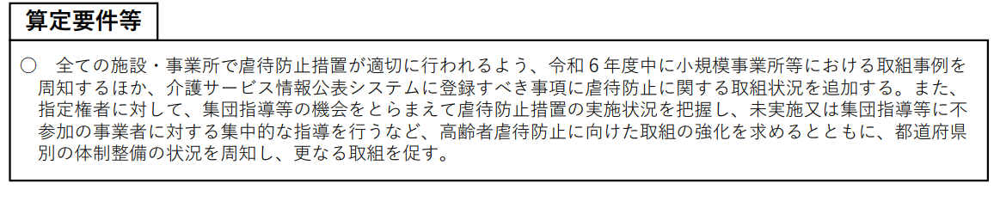 算定要件等
○　全ての施設・事業所で虐待防止措置が適切に行われるよう、令和６年度中に小規模事業所等における取組事例を
周知するほか、介護サービス情報公表システムに登録すべき事項に虐待防止に関する取組状況を追加する。また、
指定権者に対して、集団指導等の機会をとらまえて虐待防止措置の実施状況を把握し、未実施又は集団指導等に不
参加の事業者に対する集中的な指導を行うなど、高齢者虐待防止に向けた取組の強化を求めるとともに、都道府県
別の体制整備の状況を周知し、更なる取組を促す。